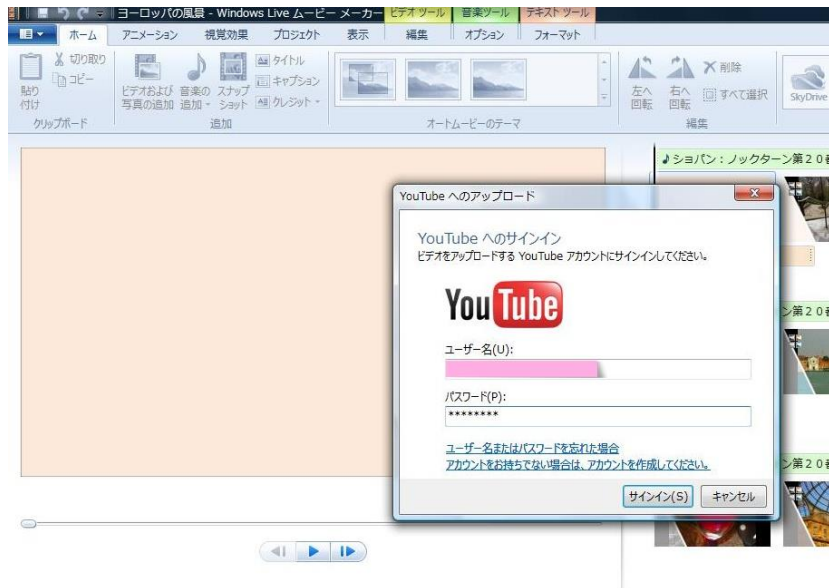 ヨーロッパの風景 - Windows Live ムービー メーカー
ビデオ ツール
音楽ツール
テキスト ツール
ホーム
アニメーション
視覚効果
プロジェクト
表示
編集
オプション
フォーマット
貼り
付け
切り取り
コピー
クリップボード
ビデオおよび
写真の追加
音楽の
追加
スナップ
ショット
タイトル
キャプション
クレジット
追加
オートムービーのテーマ
左へ
回転
右へ
回転
削除
すべて選択
編集
SkyDrive
ショパン：ノックターン第２０番
YouTube へのアップロード
YouTube へのサインイン
ビデオをアップロードする YouTube アカウントにサインインしてください。
YouTube
ユーザー名(U):
パスワード(P):
********
ユーザー名またはパスワードを忘れた場合
アカウントをお持ちでない場合は、アカウントを作成してください。
サインイン(S)
キャンセル
ン第２０番
ン第２０番